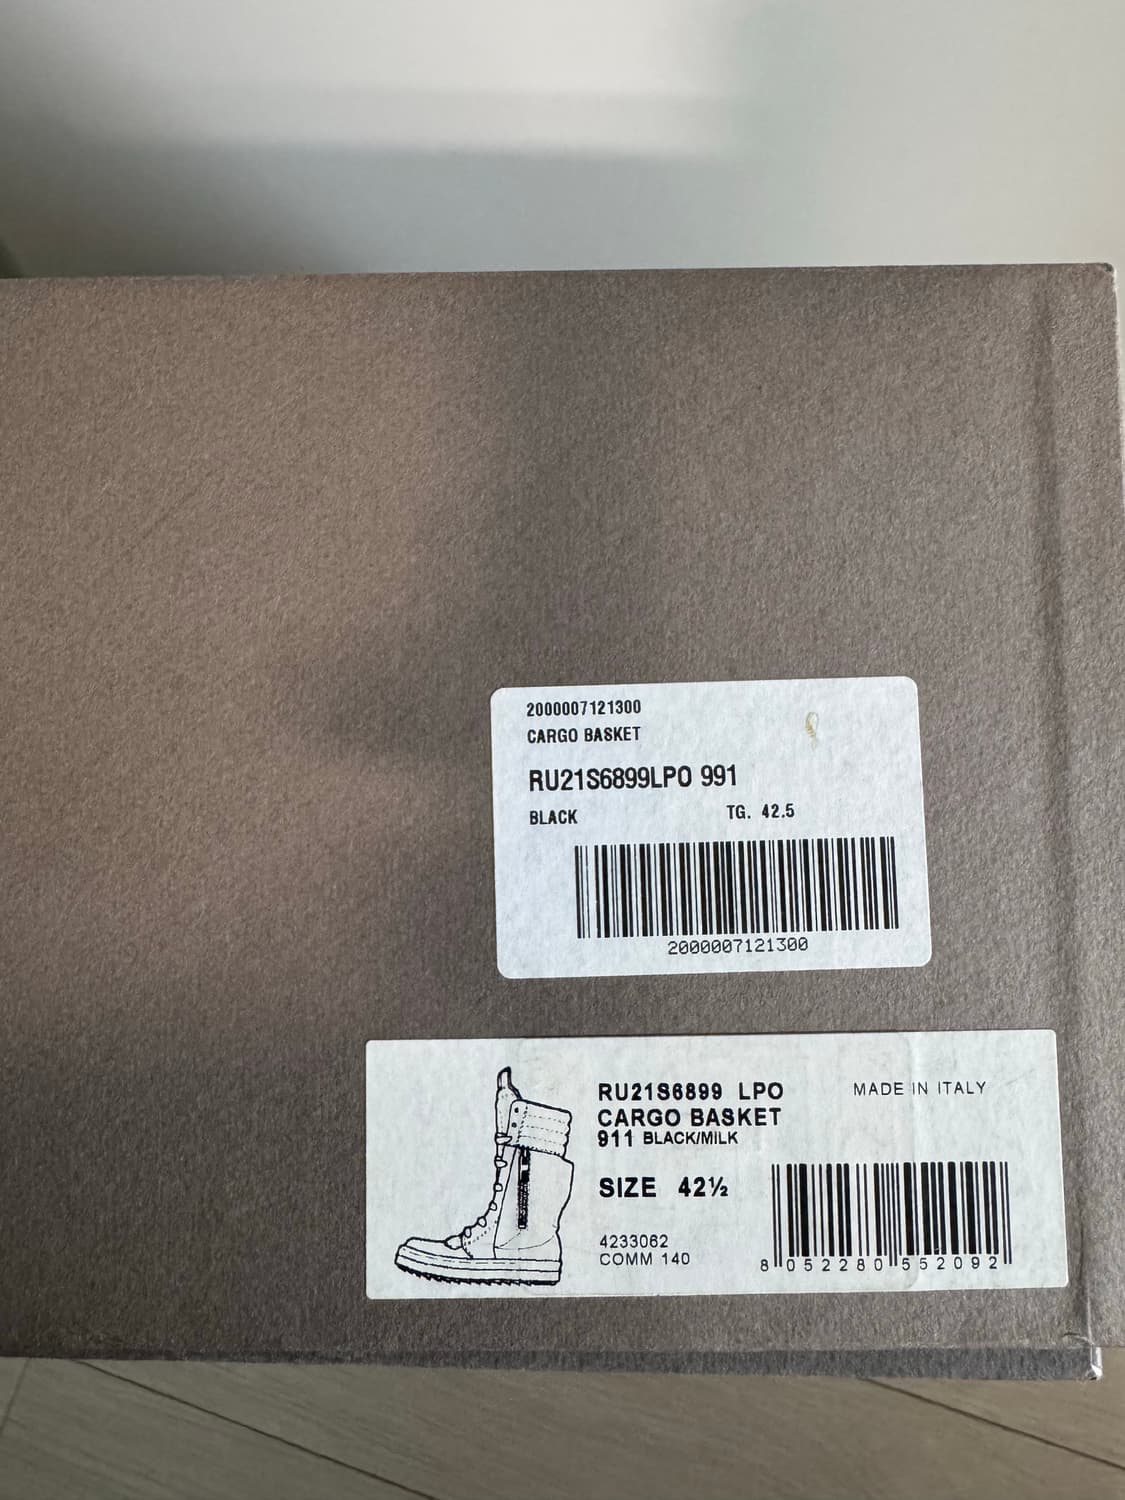 2000007121300
CARGO BASKET
RU21S6899LPO 991
BLACK TG. 42.5
2000007121300
RU21S6899 LPO MADE IN ITALY
CARGO BASKET
911 BLACK/MILK
SIZE 42½
4233062
COMM 140
8 052280 552092